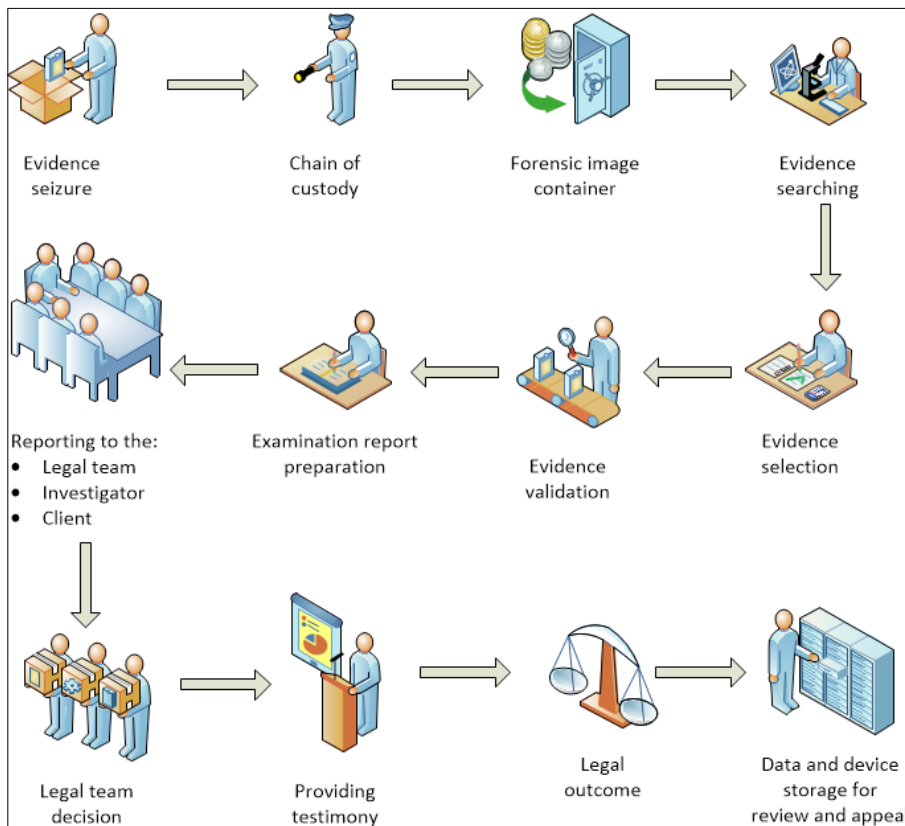 Evidence
seizure
Chain of
custody
Forensic image
container
Evidence
searching
Reporting to the:
• Legal team
• Investigator
• Client
Examination report
preparation
Evidence
validation
Evidence
selection
Legal team
decision
Providing
testimony
Legal
outcome
Data and device
storage for
review and appeal